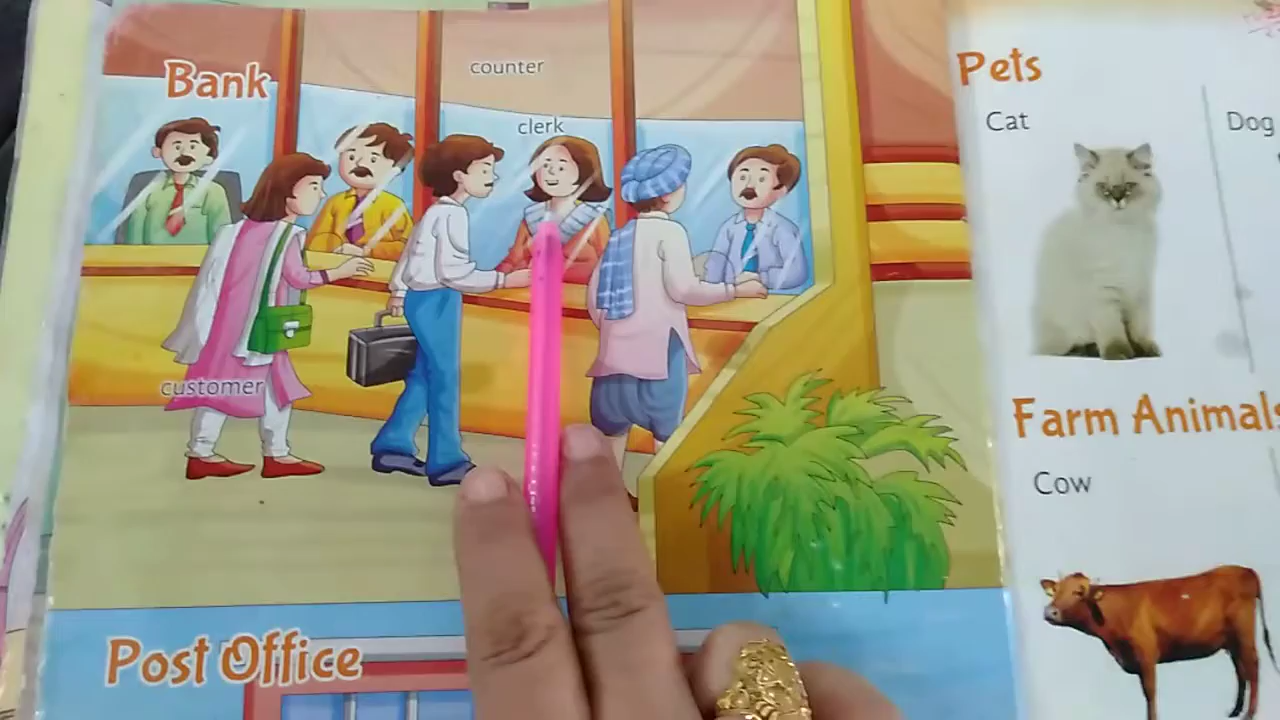 Bank
counter
clerk
customer
Post Office
Pets
Cat
Dog
Farm Animals
Cow